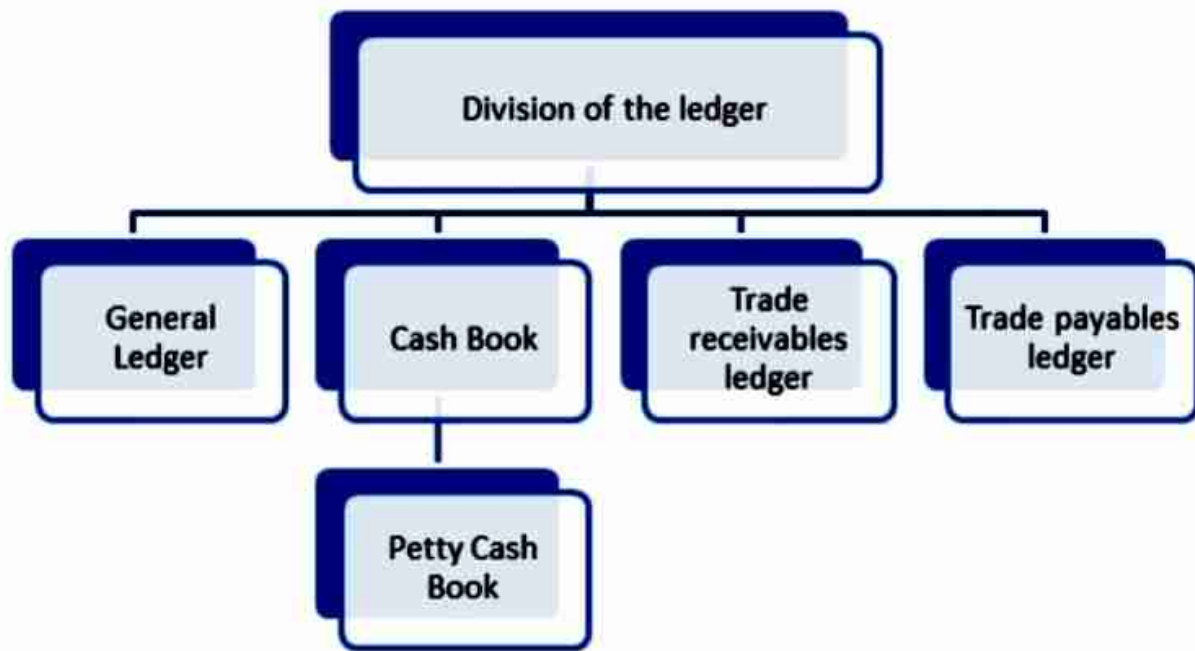 Division of the ledger
General
Ledger
Cash Book
Trade
receivables
ledger
Trade payables
ledger
Petty Cash
Book